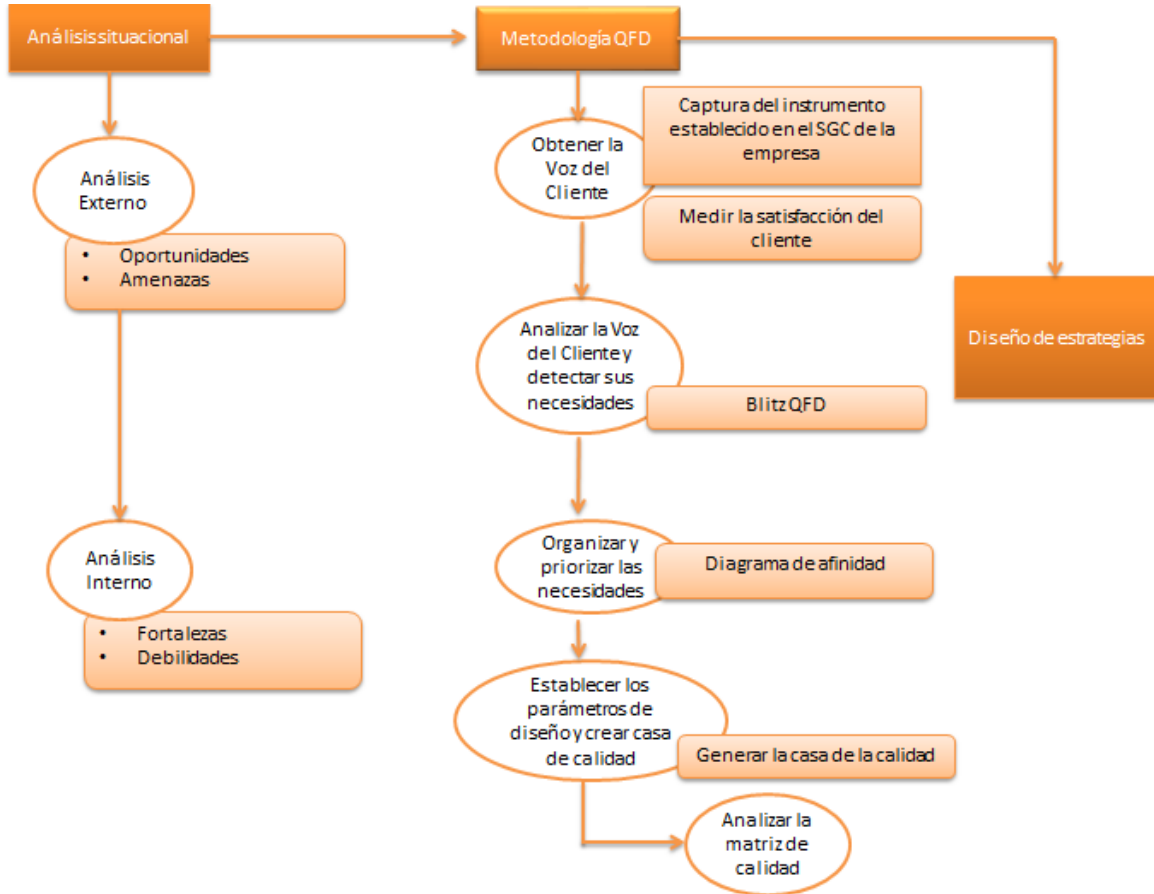 Análisis situacional
Metodología QFD
Análisis
Externo
• Oportunidades
• Amenazas
Análisis
Interno
• Fortalezas
• Debilidades
Obtener la
Voz del
Cliente
Captura del instrumento
establecido en el SGC de la
empresa
Medir la satisfacción del
cliente
Analizar la Voz
del Cliente y
detectar sus
necesidades
Blitz QFD
Organizar y
priorizar las
necesidades
Diagrama de afinidad
Establecer los
parámetros de
diseño y crear casa
de calidad
Generar la casa de la calidad
Analizar la
matriz de
calidad
Diseño de estrategias